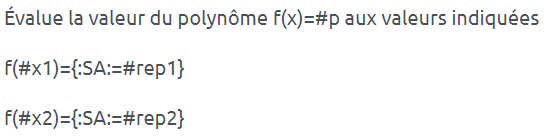 Évalue la valeur du polynôme f(x)=#p aux valeurs indiquées
f(#x1)={:SA:=#rep1}
f(#x2)={:SA:=#rep2}